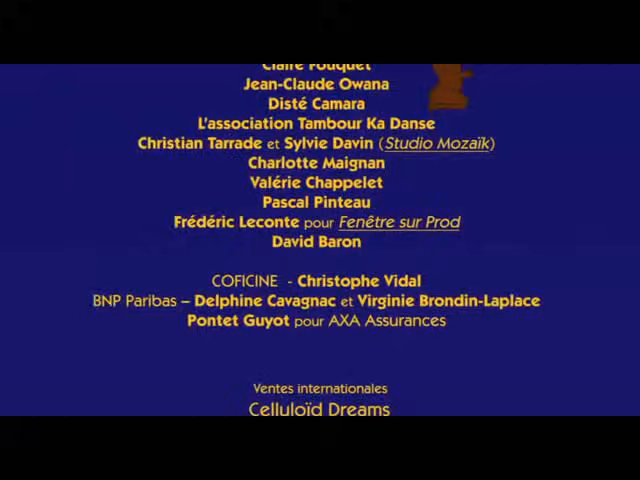 Claire Fouquet
Jean-Claude Owana
Disté Camara
L'association Tambour Ka Danse
Christian Tarrade et Sylvie Davin (Studio Mozaïk)
Charlotte Maignan
Valérie Chappelet
Pascal Pinteau
Frédéric Leconte pour Fenêtre sur Prod
David Baron
COFICINE - Christophe Vidal
BNP Paribas – Delphine Cavagnac et Virginie Brondin-Laplace
Pontet Guyot pour AXA Assurances
Ventes internationales
Celluloïd Dreams